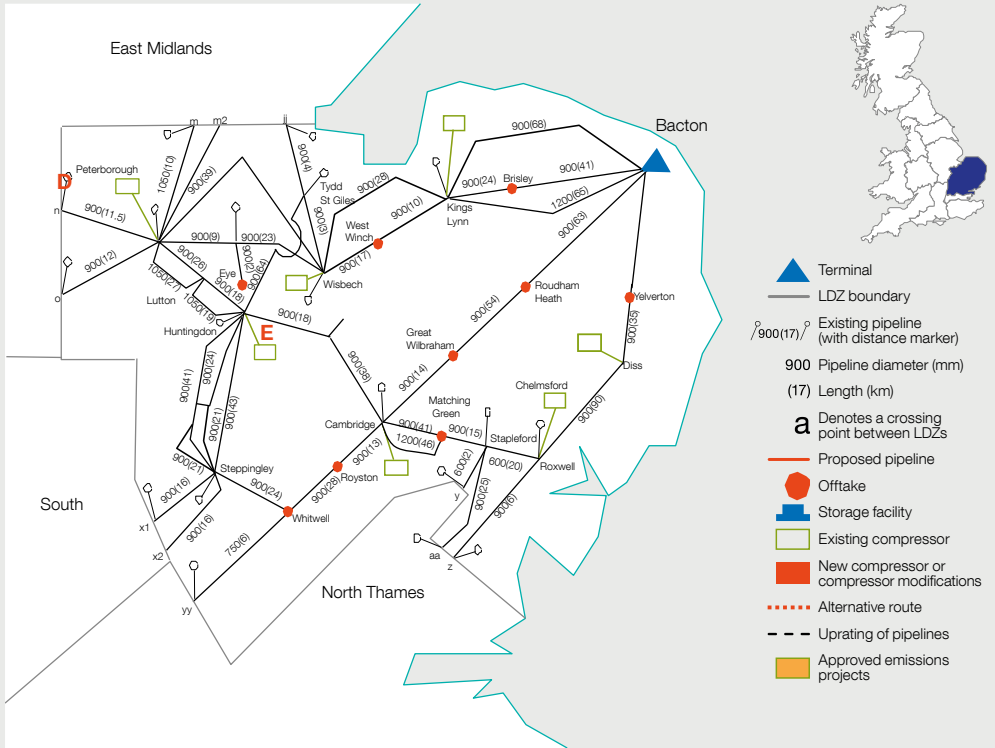 East Midlands
Bacton
m
m2
jj
900(68)
Peterborough
1050(10)
900(39)
900(4)
Tydd
St Giles
900(28)
900(24)
Brisley
900(41)
D
1200(65)
n
900(11.5)
900(9)
900(23)
900(3)
900(10)
Kings
Lynn
West
Winch
900(63)
900(12)
900(26)
900(2)
900(64)
900(17)
Eye
1050(27)
900(18)
Wisbech
o
Lutton
1050(19)
Roudham
Heath
Yelverton
900(54)
Huntingdon
E
900(18)
Great
Wilbraham
900(35)
900(24)
900(41)
900(38)
900(14)
Diss
Chelmsford
900(21)
900(43)
Matching
Green
900(90)
Cambridge
900(41)
900(15)
Stapleford
1200(46)
900(13)
900(21)
Steppingley
Royston
600(2)
600(20)
Roxwell
900(16)
900(24)
900(28)
y
900(25)
900(6)
South
x1
900(16)
Whitwell
x2
750(6)
aa
z
yy
North Thames
Terminal
LDZ boundary
900(17)
Existing pipeline
(with distance marker)
900 Pipeline diameter (mm)
(17) Length (km)
a Denotes a crossing
point between LDZs
Proposed pipeline
Offtake
Storage facility
Existing compressor
New compressor or
compressor modifications
Alternative route
Uprating of pipelines
Approved emissions
projects